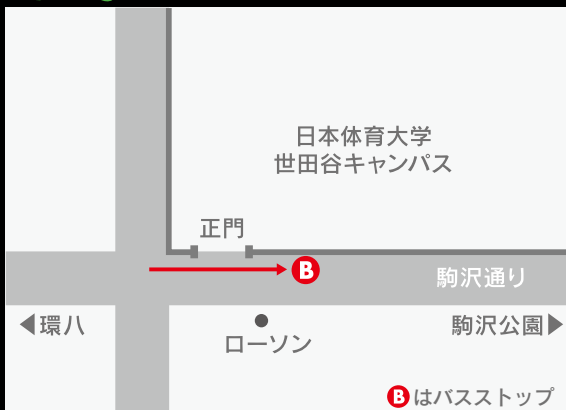 日本体育大学
世田谷キャンパス
正門
B
駒沢通り
◀環八
ローソン
駒沢公園▶
Bはバスストップ